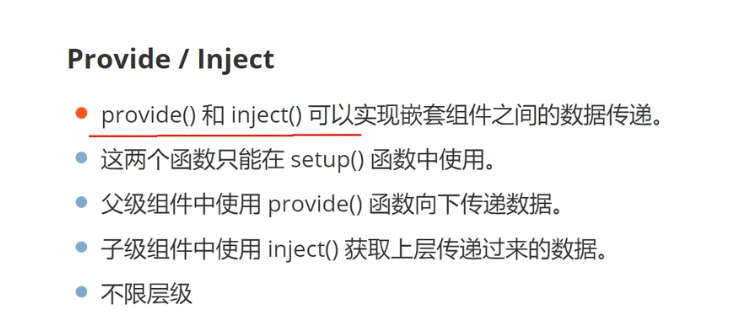 Provide / Inject
provide() 和 inject() 可以实现嵌套组件之间的数据传递。
这两个函数只能在 setup() 函数中使用。
父级组件中使用 provide() 函数向下传递数据。
子级组件中使用 inject() 获取上层传递过来的数据。
不限层级